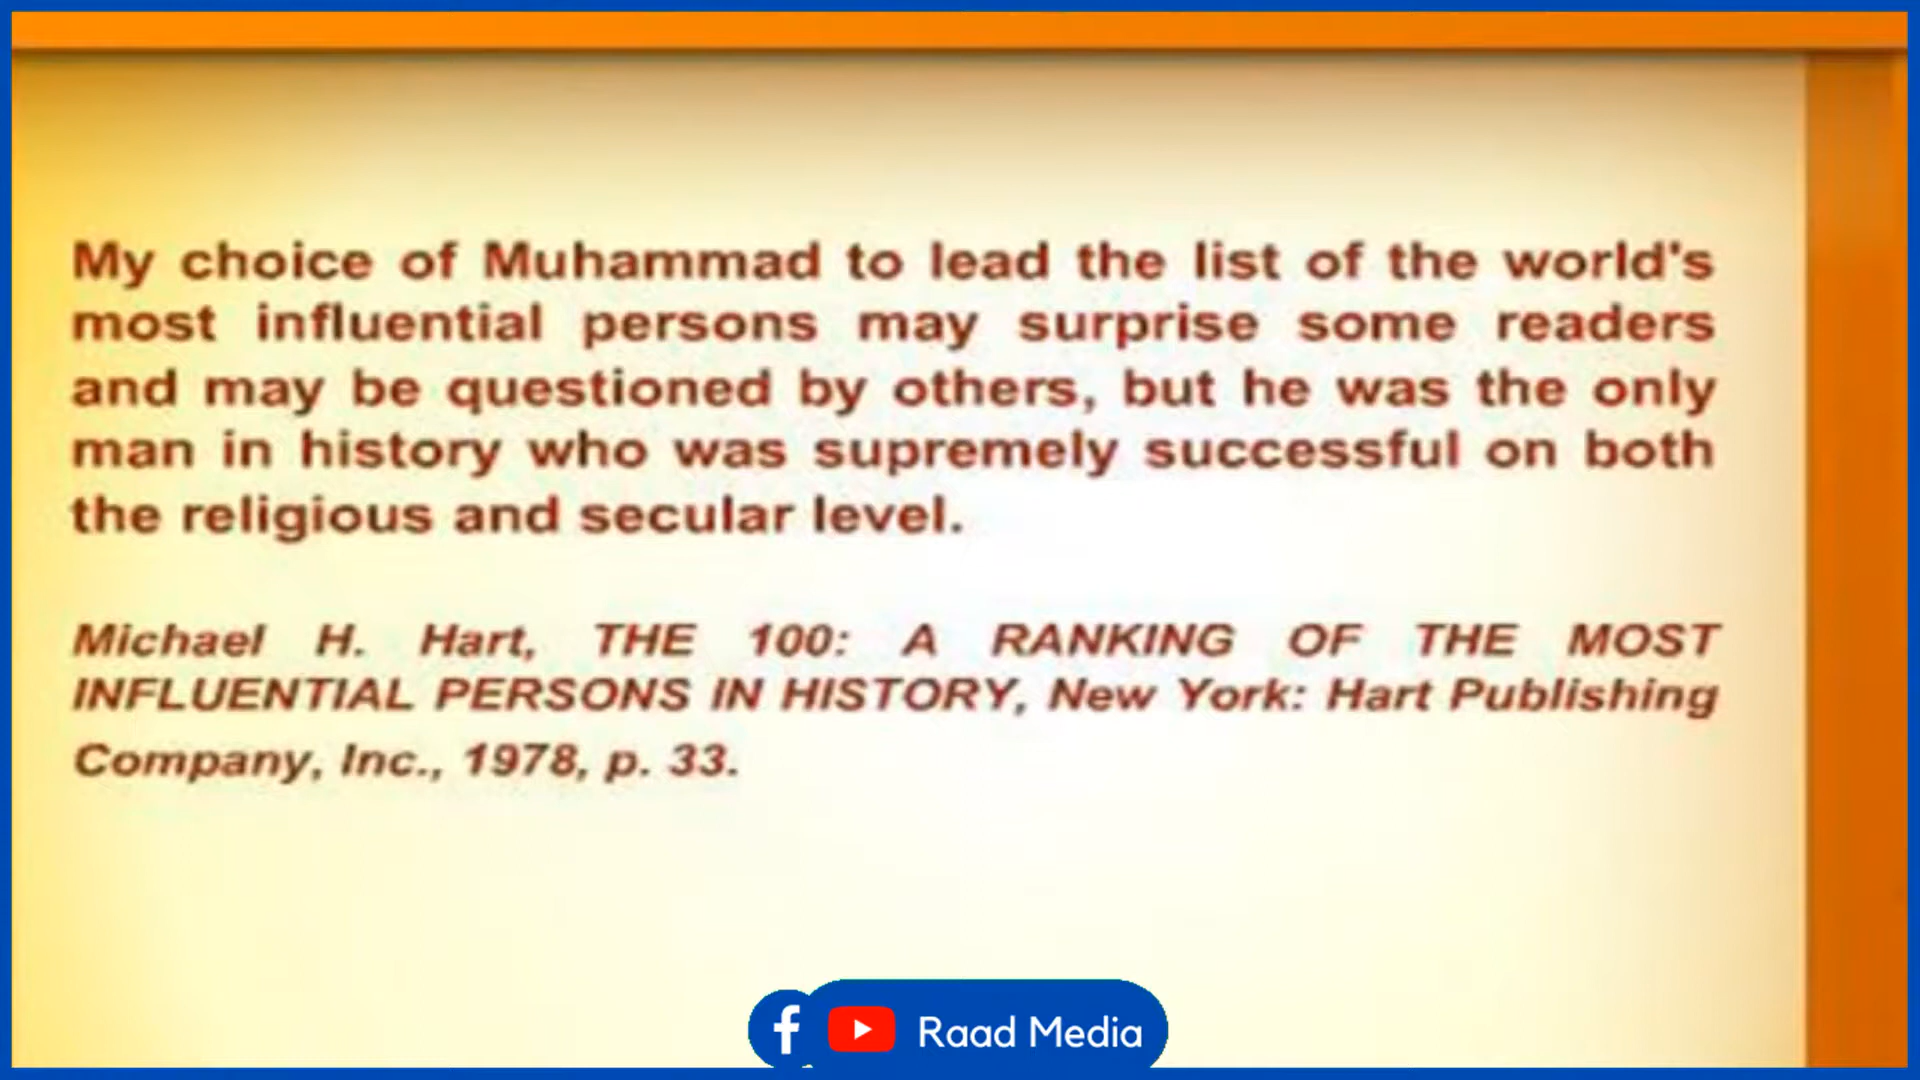 My choice of Muhammad to lead the list of the world's
most influential persons may surprise some readers
and may be questioned by others, but he was the only
man in history who was supremely successful on both
the religious and secular level.
Michael H. Hart, THE 100: A RANKING OF THE MOST
INFLUENTIAL PERSONS IN HISTORY, New York: Hart Publishing
Company, Inc., 1978, p. 33.
Raad Media